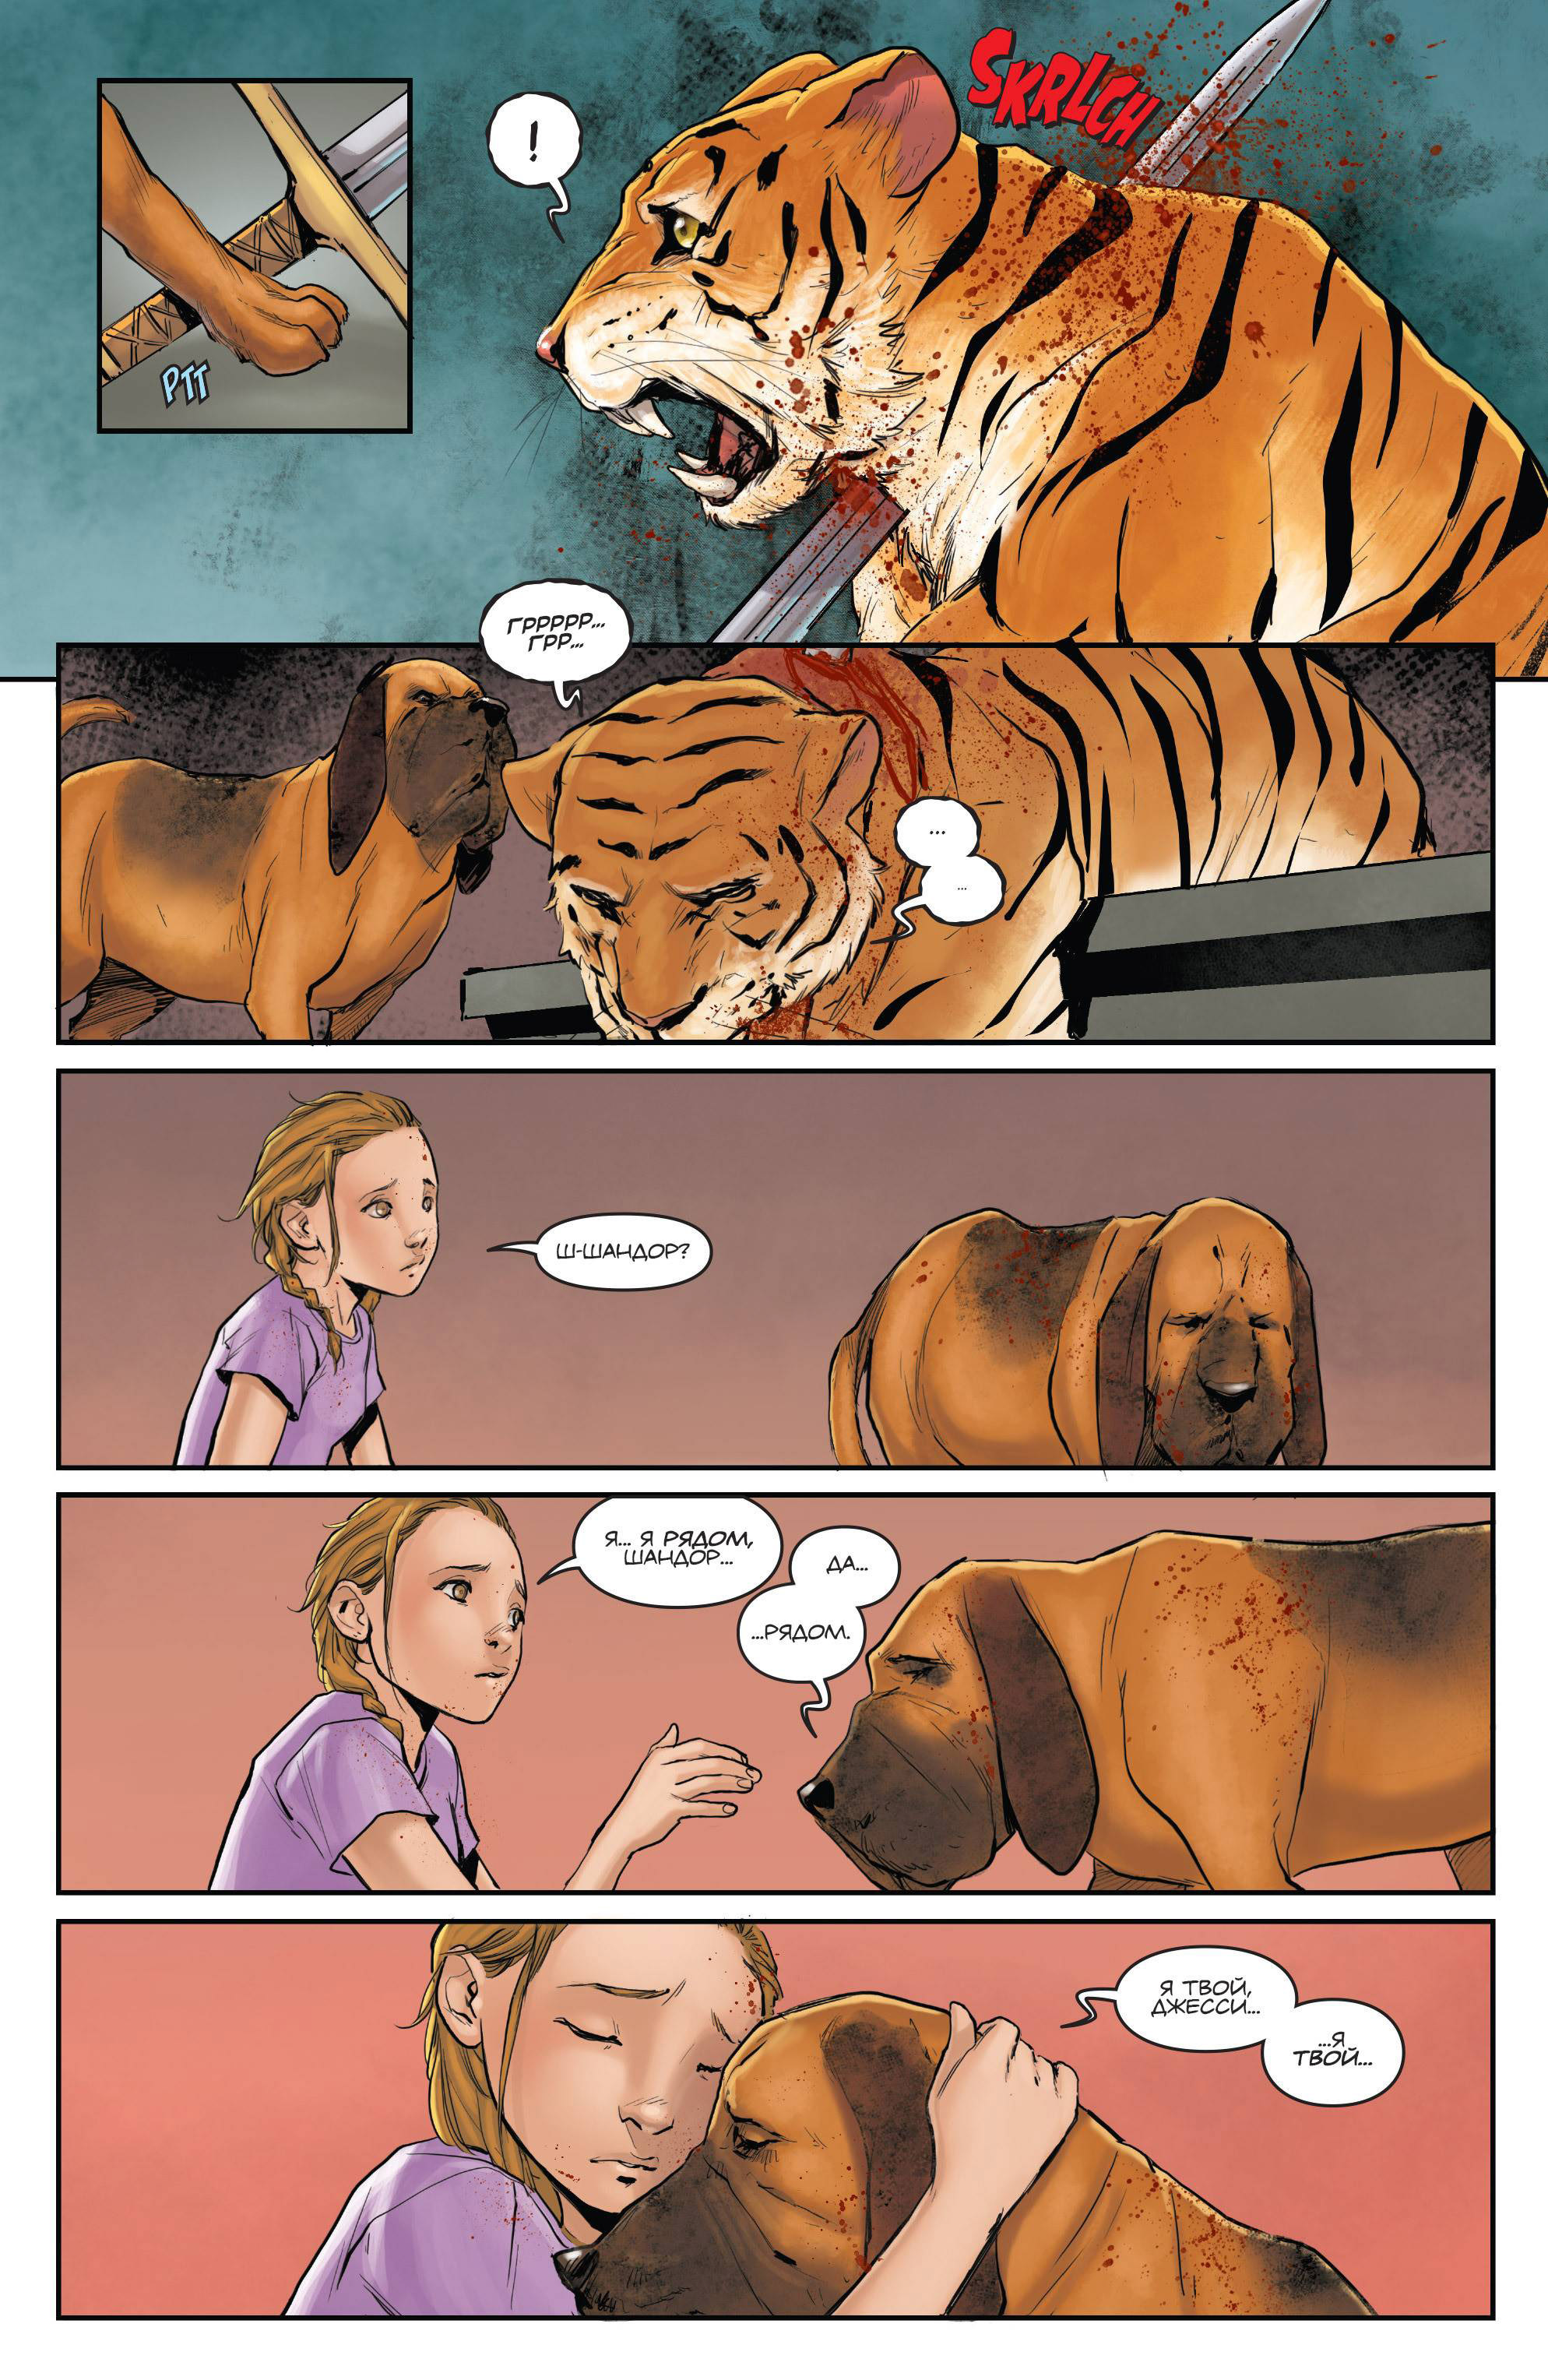 !
SKRLCH
PTT
ГРРРРР...
ГРР...
...
...
Ш-ШАНДОР?
Я... Я РЯДОМ,
ШАНДОР...
ДА...
...РЯДОМ.
Я ТВОЙ,
ДЖЕССИ...
...Я
ТВОЙ...